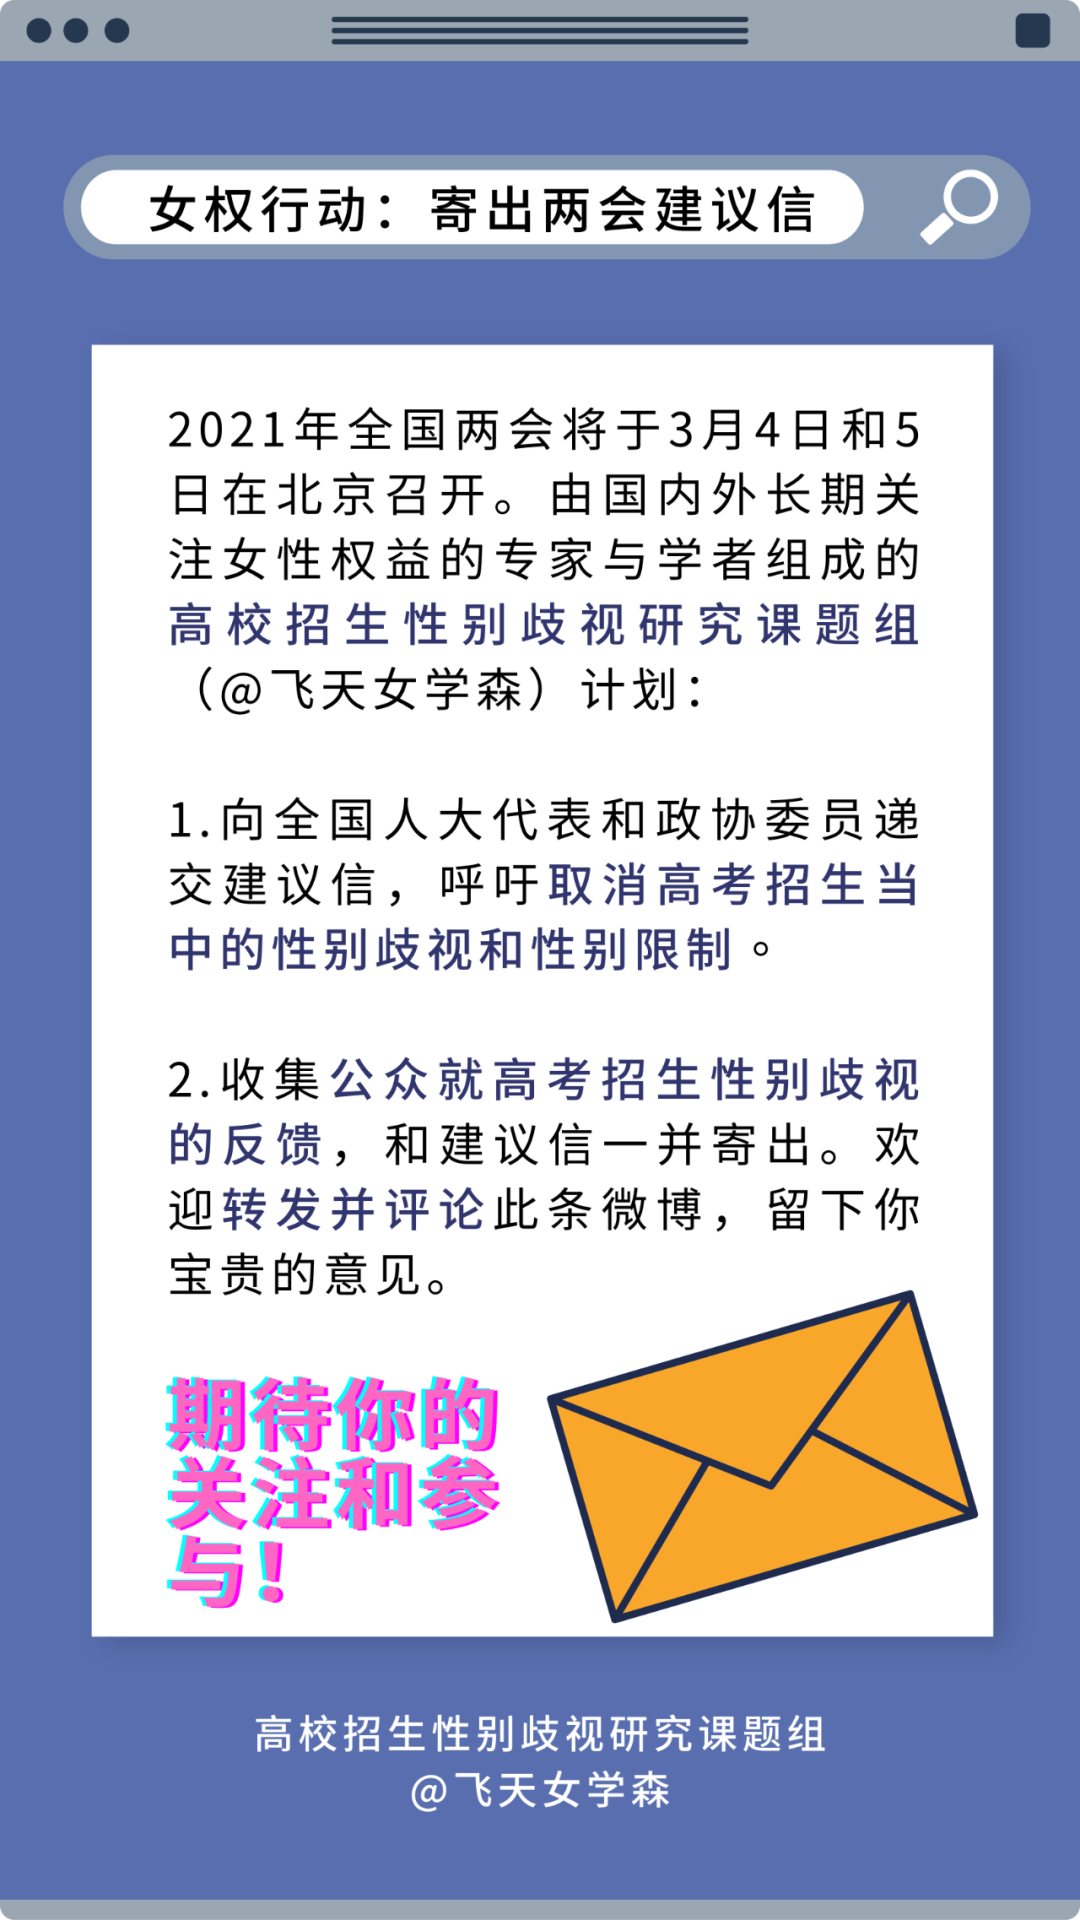 女权行动：寄出两会建议信
2021年全国两会将于3月4日和5
日在北京召开。由国内外长期关
注女性权益的专家与学者组成的
高校招生性别歧视研究课题组
（@飞天女学森）计划：
1.向全国人大代表和政协委员递
交建议信，呼吁取消高考招生当
中的性别歧视和性别限制。
2.收集公众就高考招生性别歧视
的反馈，和建议信一并寄出。欢
迎转发并评论此条微博，留下你
宝贵的意见。
期待你的
关注和参
与！
高校招生性别歧视研究课题组
@飞天女学森